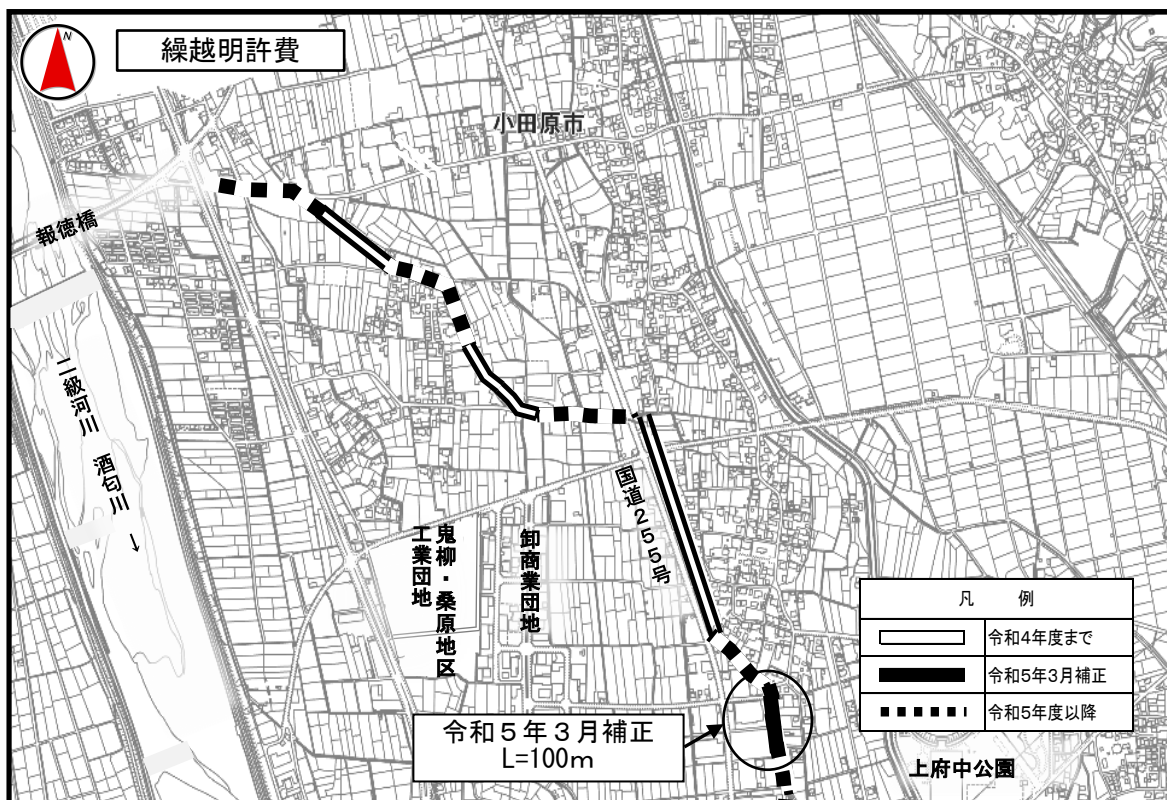 N
繰越明許費
小田原市
報徳橋
二級河川 酒匂川 →
国道255号
鬼柳・桑原地区
工業団地
卸商業団地
凡 例
令和4年度まで
令和5年3月補正
令和5年度以降
令和5年3月補正
L=100m
上府中公園